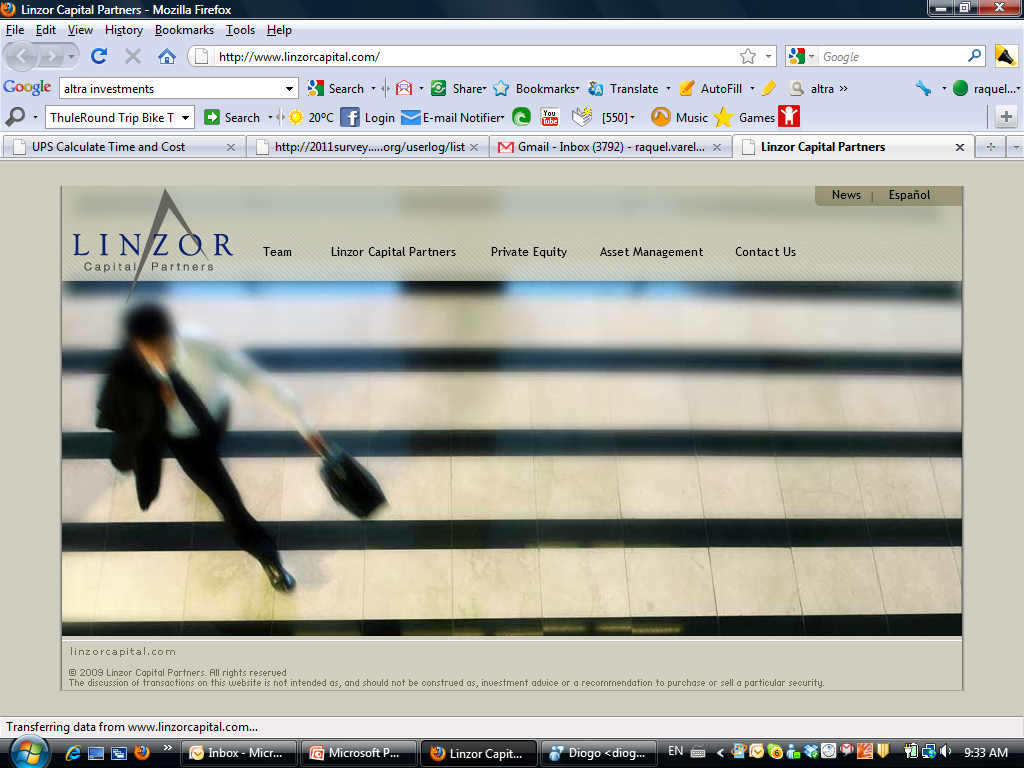 Linzor Capital Partners - Mozilla Firefox
File Edit View History Bookmarks Tools Help
http://www.linzorcapital.com/
Google
Google altra investments Search Share Bookmarks Translate AutoFill altra » raquel...
ThuleRound Trip Bike T Search 20ºC Login E-mail Notifier You Tube [550] Music Games
UPS Calculate Time and Cost http://2011survey.....org/userlog/list Gmail - Inbox (3792) - raquel.varel... Linzor Capital Partners
News | Español
LINZOR
Capital Partners
Team Linzor Capital Partners Private Equity Asset Management Contact Us
linzorcapital.com
© 2009 Linzor Capital Partners. All rights reserved
The discussion of transactions on this website is not intended as, and should not be construed as, investment advice or a recommendation to purchase or sell a particular security.
Transferring data from www.linzorcapital.com...
» Inbox - Micr... Microsoft P... Linzor Capit... Diogo <diog... EN 9:33 AM